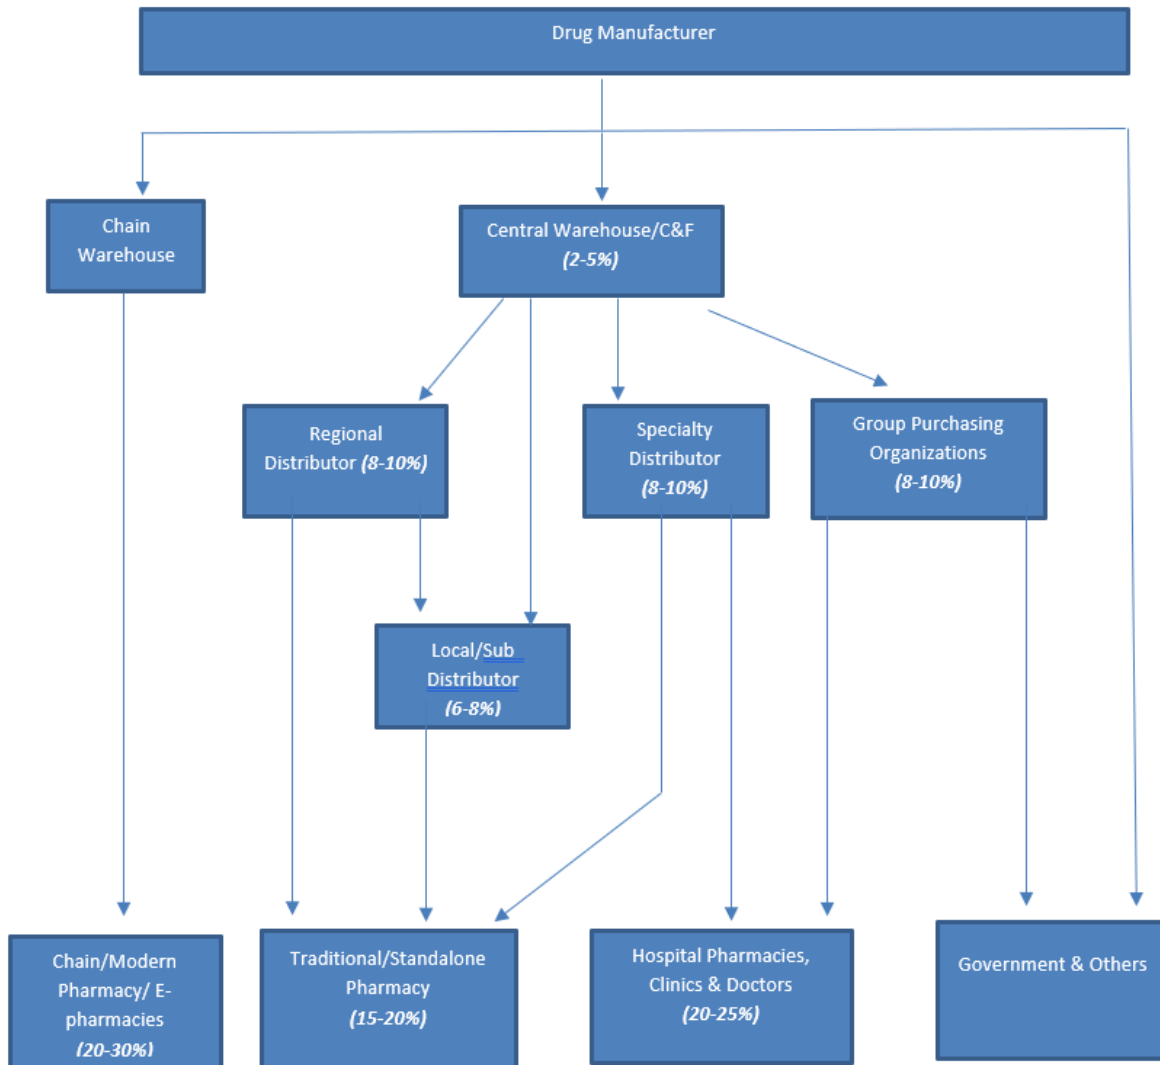 Drug Manufacturer
Chain
Warehouse
Central Warehouse/C&F
(2-5%)
Regional
Distributor (8-10%)
Specialty
Distributor
(8-10%)
Group Purchasing
Organizations
(8-10%)
Local/Sub
Distributor
(6-8%)
Chain/Modern
Pharmacy/ E-
pharmacies
(20-30%)
Traditional/Standalone
Pharmacy
(15-20%)
Hospital Pharmacies,
Clinics & Doctors
(20-25%)
Government & Others